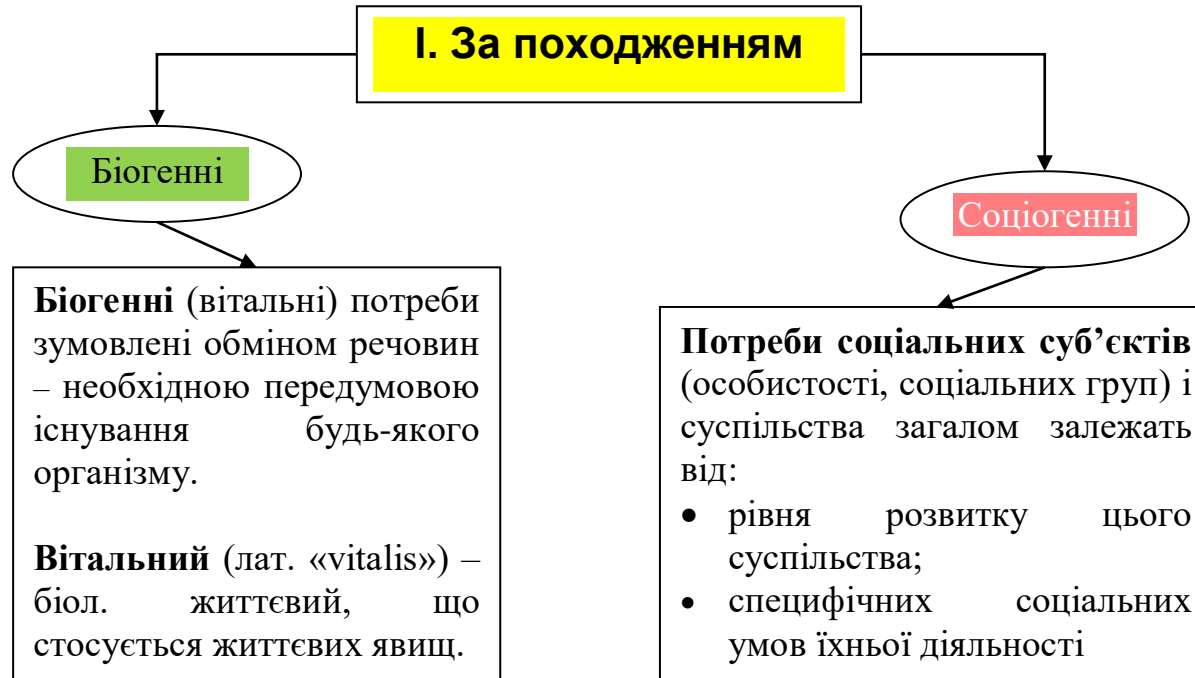 І. За походженням
Біогенні
Соціогенні
Біогенні (вітальні) потреби
зумовлені обміном речовин
– необхідною передумовою
існування будь-якого
організму.
Вітальний (лат. «vitalis») –
біол. життєвий, що
стосується життєвих явищ.
Потреби соціальних суб’єктів
(особистості, соціальних груп) і
суспільства загалом залежать
від:
• рівня розвитку цього
суспільства;
• специфічних соціальних
умов їхньої діяльності